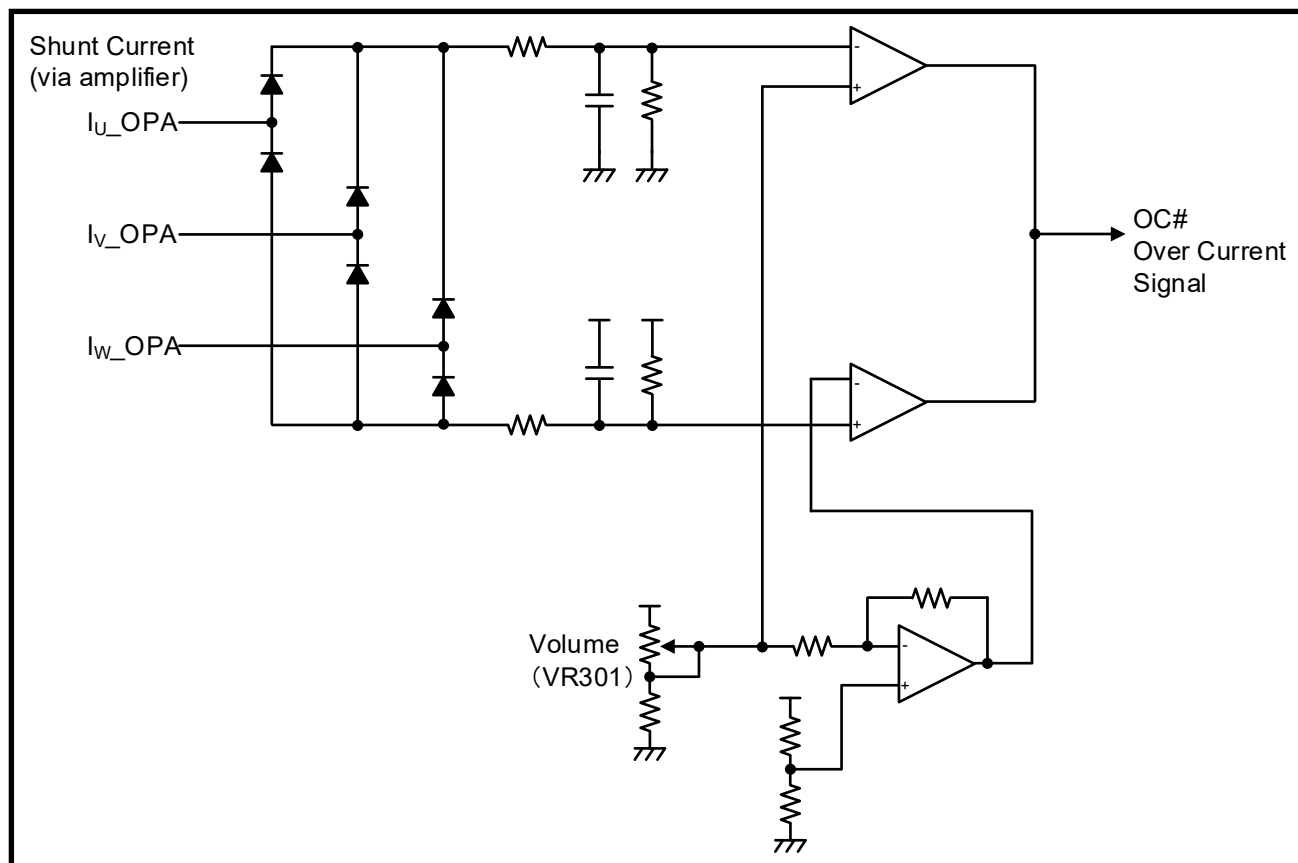 Shunt Current
(via amplifier)
IU_OPA
IV_OPA
IW_OPA
-
+
-
+
OC#
Over Current
Signal
Volume
（VR301）
-
+